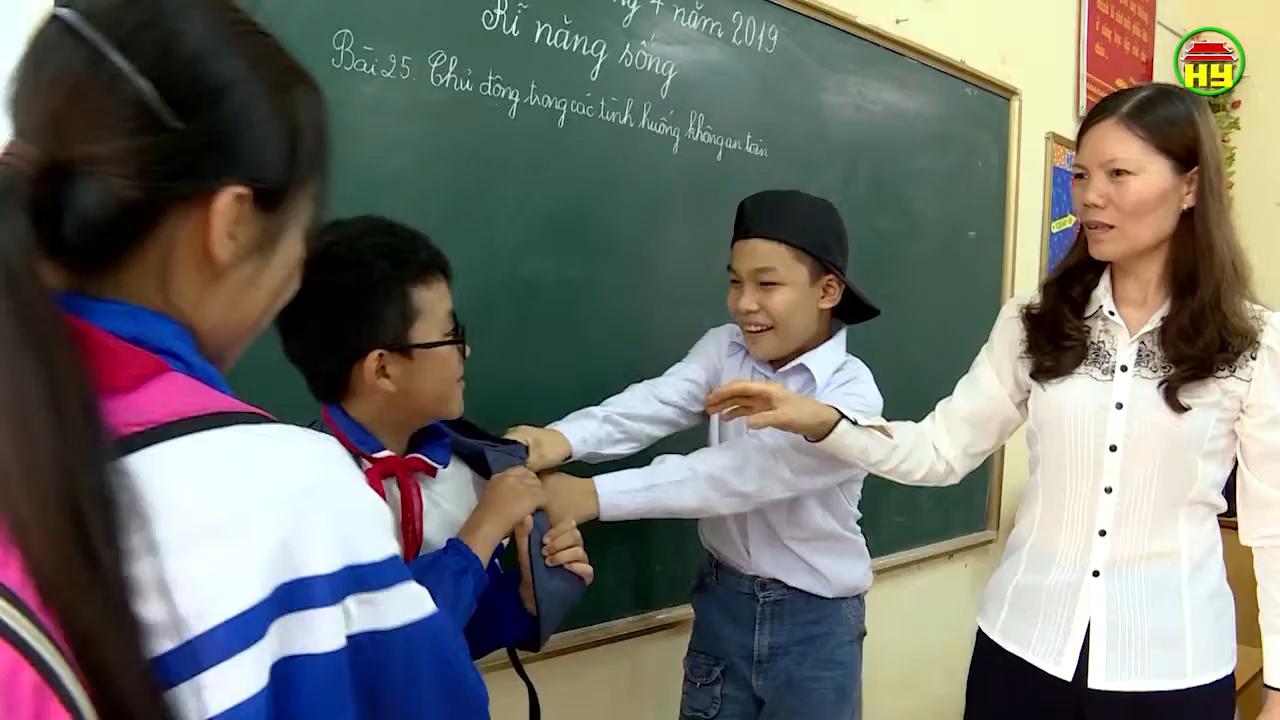 4 năm 2019
Kĩ năng sống
Bài 25. Chủ động trong các tình huống không an toàn
HY